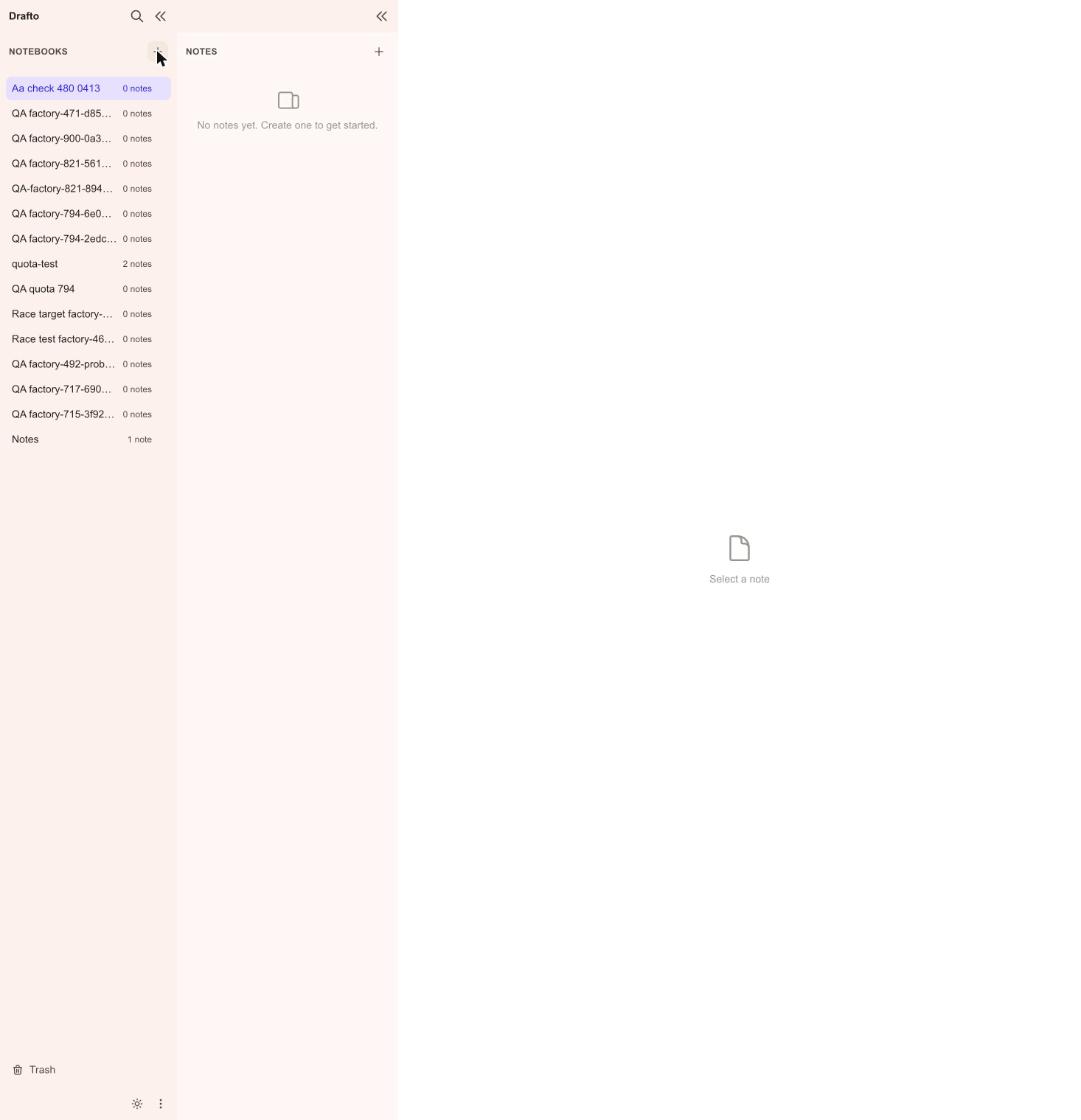 Drafto
NOTEBOOKS
Aa check 480 0413 0 notes
QA factory-471-d85... 0 notes
QA factory-900-0a3... 0 notes
QA factory-821-561... 0 notes
QA-factory-821-894... 0 notes
QA factory-794-6e0... 0 notes
QA factory-794-2edc... 0 notes
quota-test 2 notes
QA quota 794 0 notes
Race target factory-... 0 notes
Race test factory-46... 0 notes
QA factory-492-prob... 0 notes
QA factory-717-690... 0 notes
QA factory-715-3f92... 0 notes
Notes 1 note
Trash
NOTES
No notes yet. Create one to get started.
Select a note